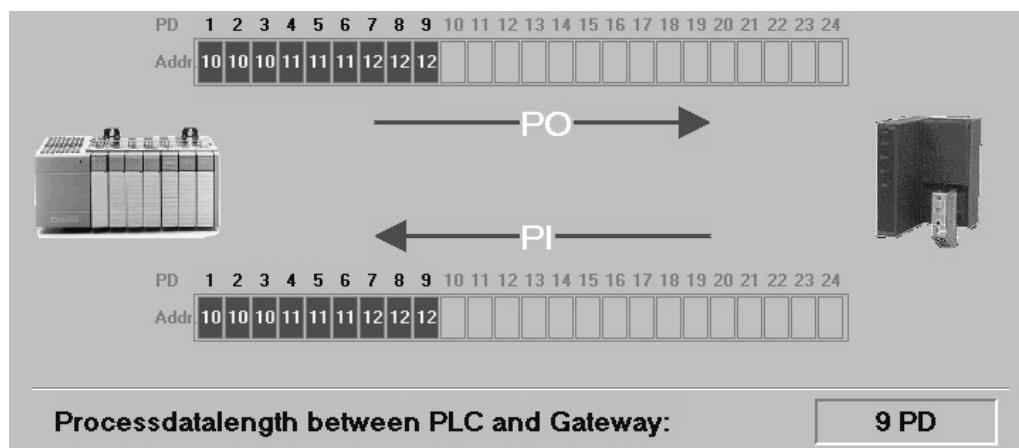 PD 1 2 3 4 5 6 7 8 9 10 11 12 13 14 15 16 17 18 19 20 21 22 23 24
Addr. 10 10 10 11 11 11 12 12 12
PO
PI
PD 1 2 3 4 5 6 7 8 9 10 11 12 13 14 15 16 17 18 19 20 21 22 23 24
Addr. 10 10 10 11 11 11 12 12 12
Processdatalength between PLC and Gateway: 9 PD